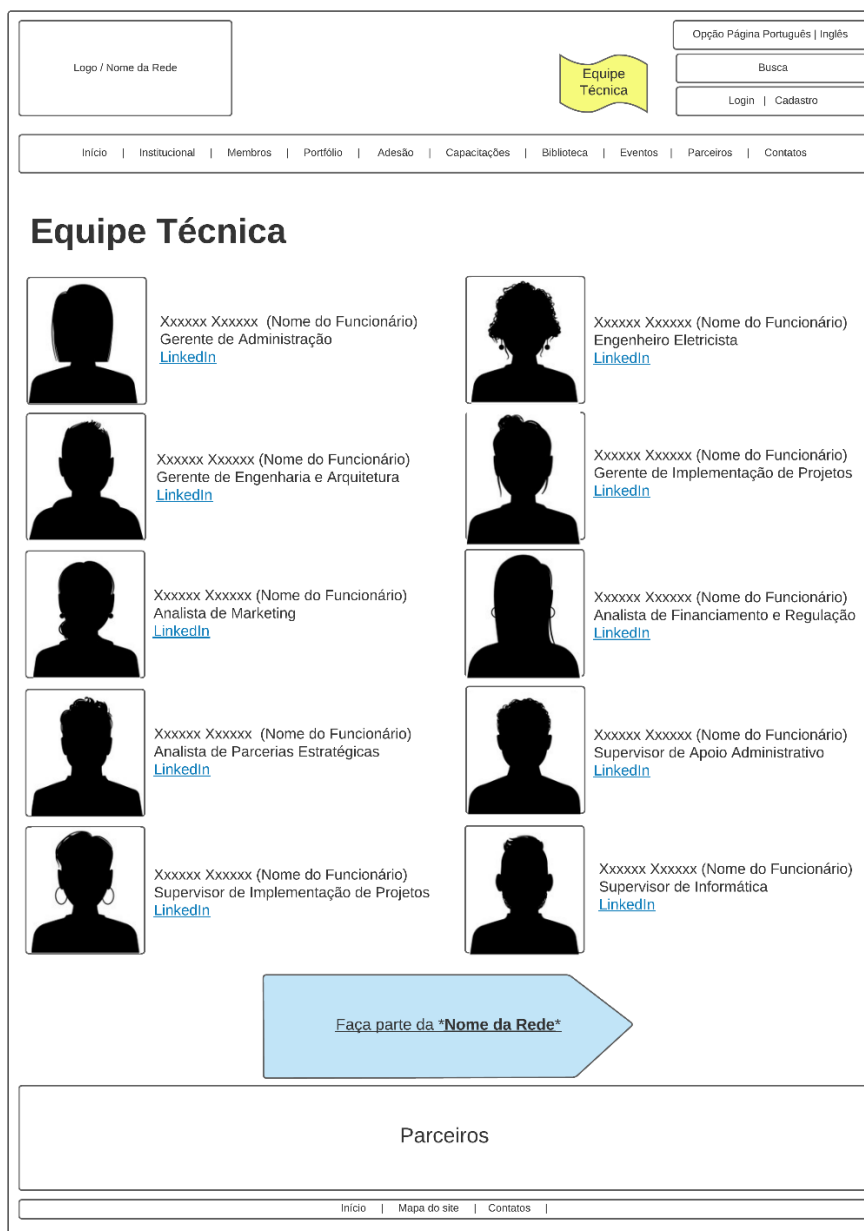 Logo / Nome da Rede
Equipe
Técnica
Opção Página Português | Inglês
Busca
Login | Cadastro
Início | Institucional | Membros | Portfólio | Adesão | Capacitações | Biblioteca | Eventos | Parceiros | Contatos
Equipe Técnica
Xxxxxx Xxxxxx (Nome do Funcionário)
Gerente de Administração
LinkedIn
Xxxxxx Xxxxxx (Nome do Funcionário)
Engenheiro Eletricista
LinkedIn
Xxxxxx Xxxxxx (Nome do Funcionário)
Gerente de Engenharia e Arquitetura
LinkedIn
Xxxxxx Xxxxxx (Nome do Funcionário)
Gerente de Implementação de Projetos
LinkedIn
Xxxxxx Xxxxxx (Nome do Funcionário)
Analista de Marketing
LinkedIn
Xxxxxx Xxxxxx (Nome do Funcionário)
Analista de Financiamento e Regulação
LinkedIn
Xxxxxx Xxxxxx (Nome do Funcionário)
Analista de Parcerias Estratégicas
LinkedIn
Xxxxxx Xxxxxx (Nome do Funcionário)
Supervisor de Apoio Administrativo
LinkedIn
Xxxxxx Xxxxxx (Nome do Funcionário)
Supervisor de Implementação de Projetos
LinkedIn
Xxxxxx Xxxxxx (Nome do Funcionário)
Supervisor de Informática
LinkedIn
Faça parte da *Nome da Rede*
Parceiros
Início | Mapa do site | Contatos |